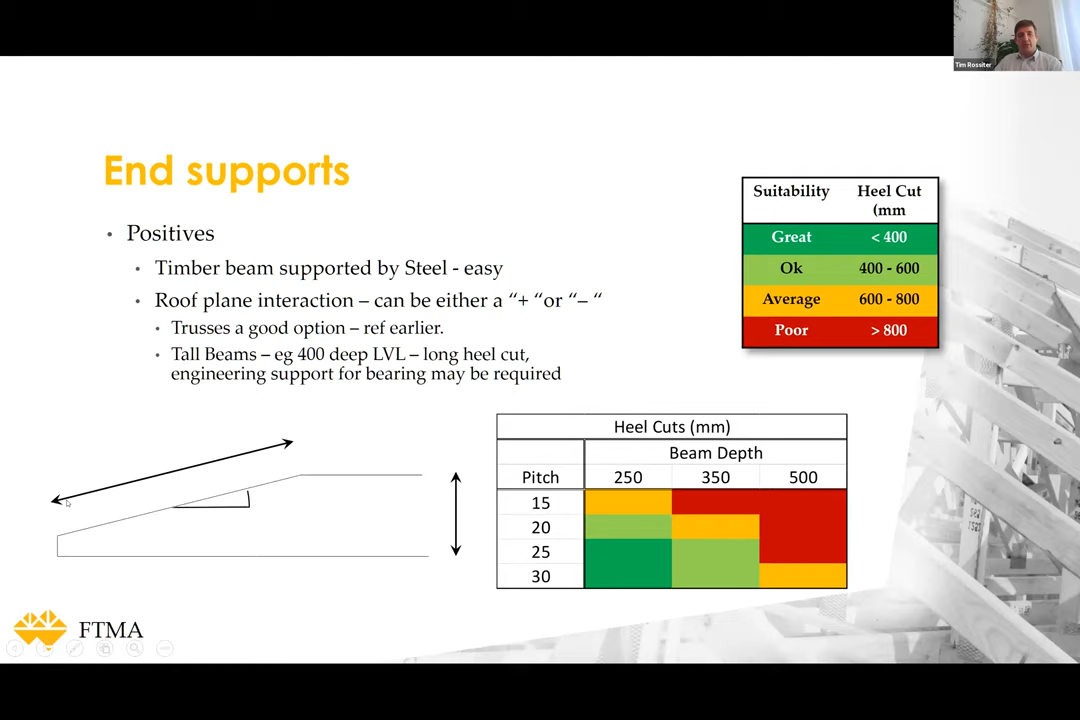 Tim Rossiter
End supports
• Positives
• Timber beam supported by Steel - easy
• Roof plane interaction – can be either a “+ “or “– “
• Trusses a good option – ref earlier.
• Tall Beams – eg 400 deep LVL – long heel cut,
engineering support for bearing may be required
Suitability Heel Cut
(mm
Great < 400
Ok 400 - 600
Average 600 - 800
Poor > 800
Heel Cuts (mm)
Beam Depth
Pitch 250 350 500
15
20
25
30
FTMA